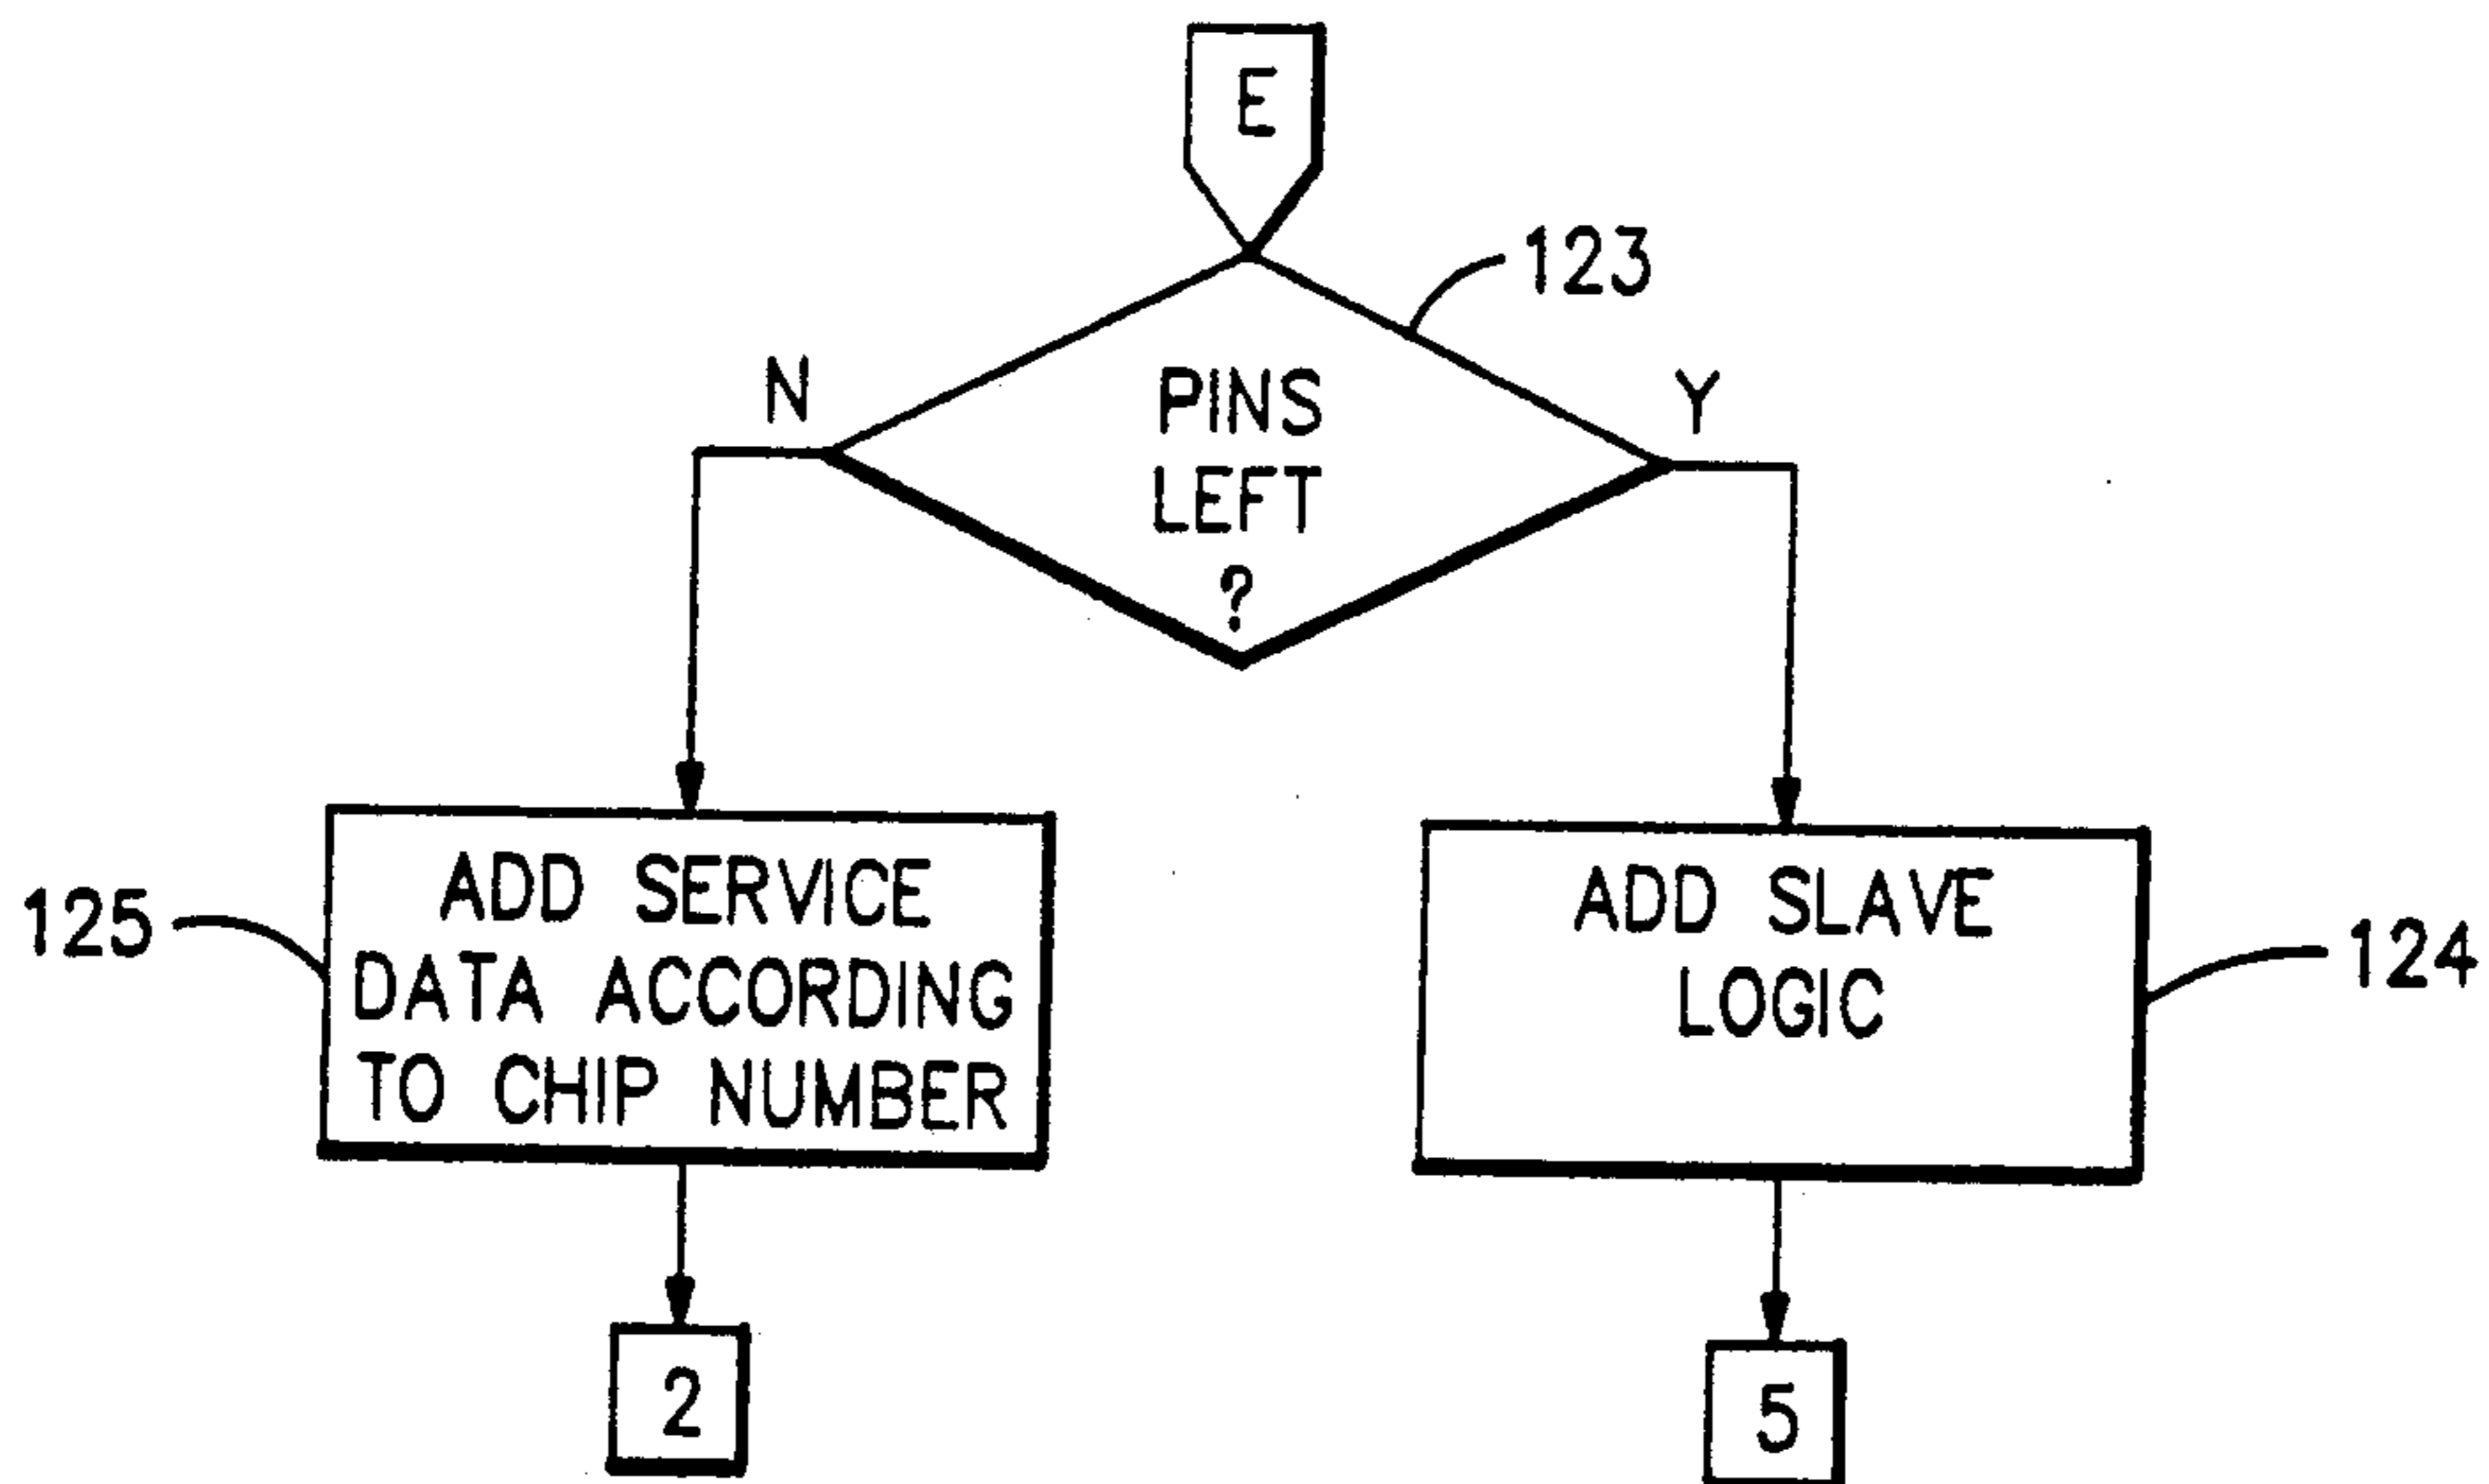 E
123
N
PINS
LEFT
?
Y
125
ADD SERVICE
DATA ACCORDING
TO CHIP NUMBER
ADD SLAVE
LOGIC
124
2
5